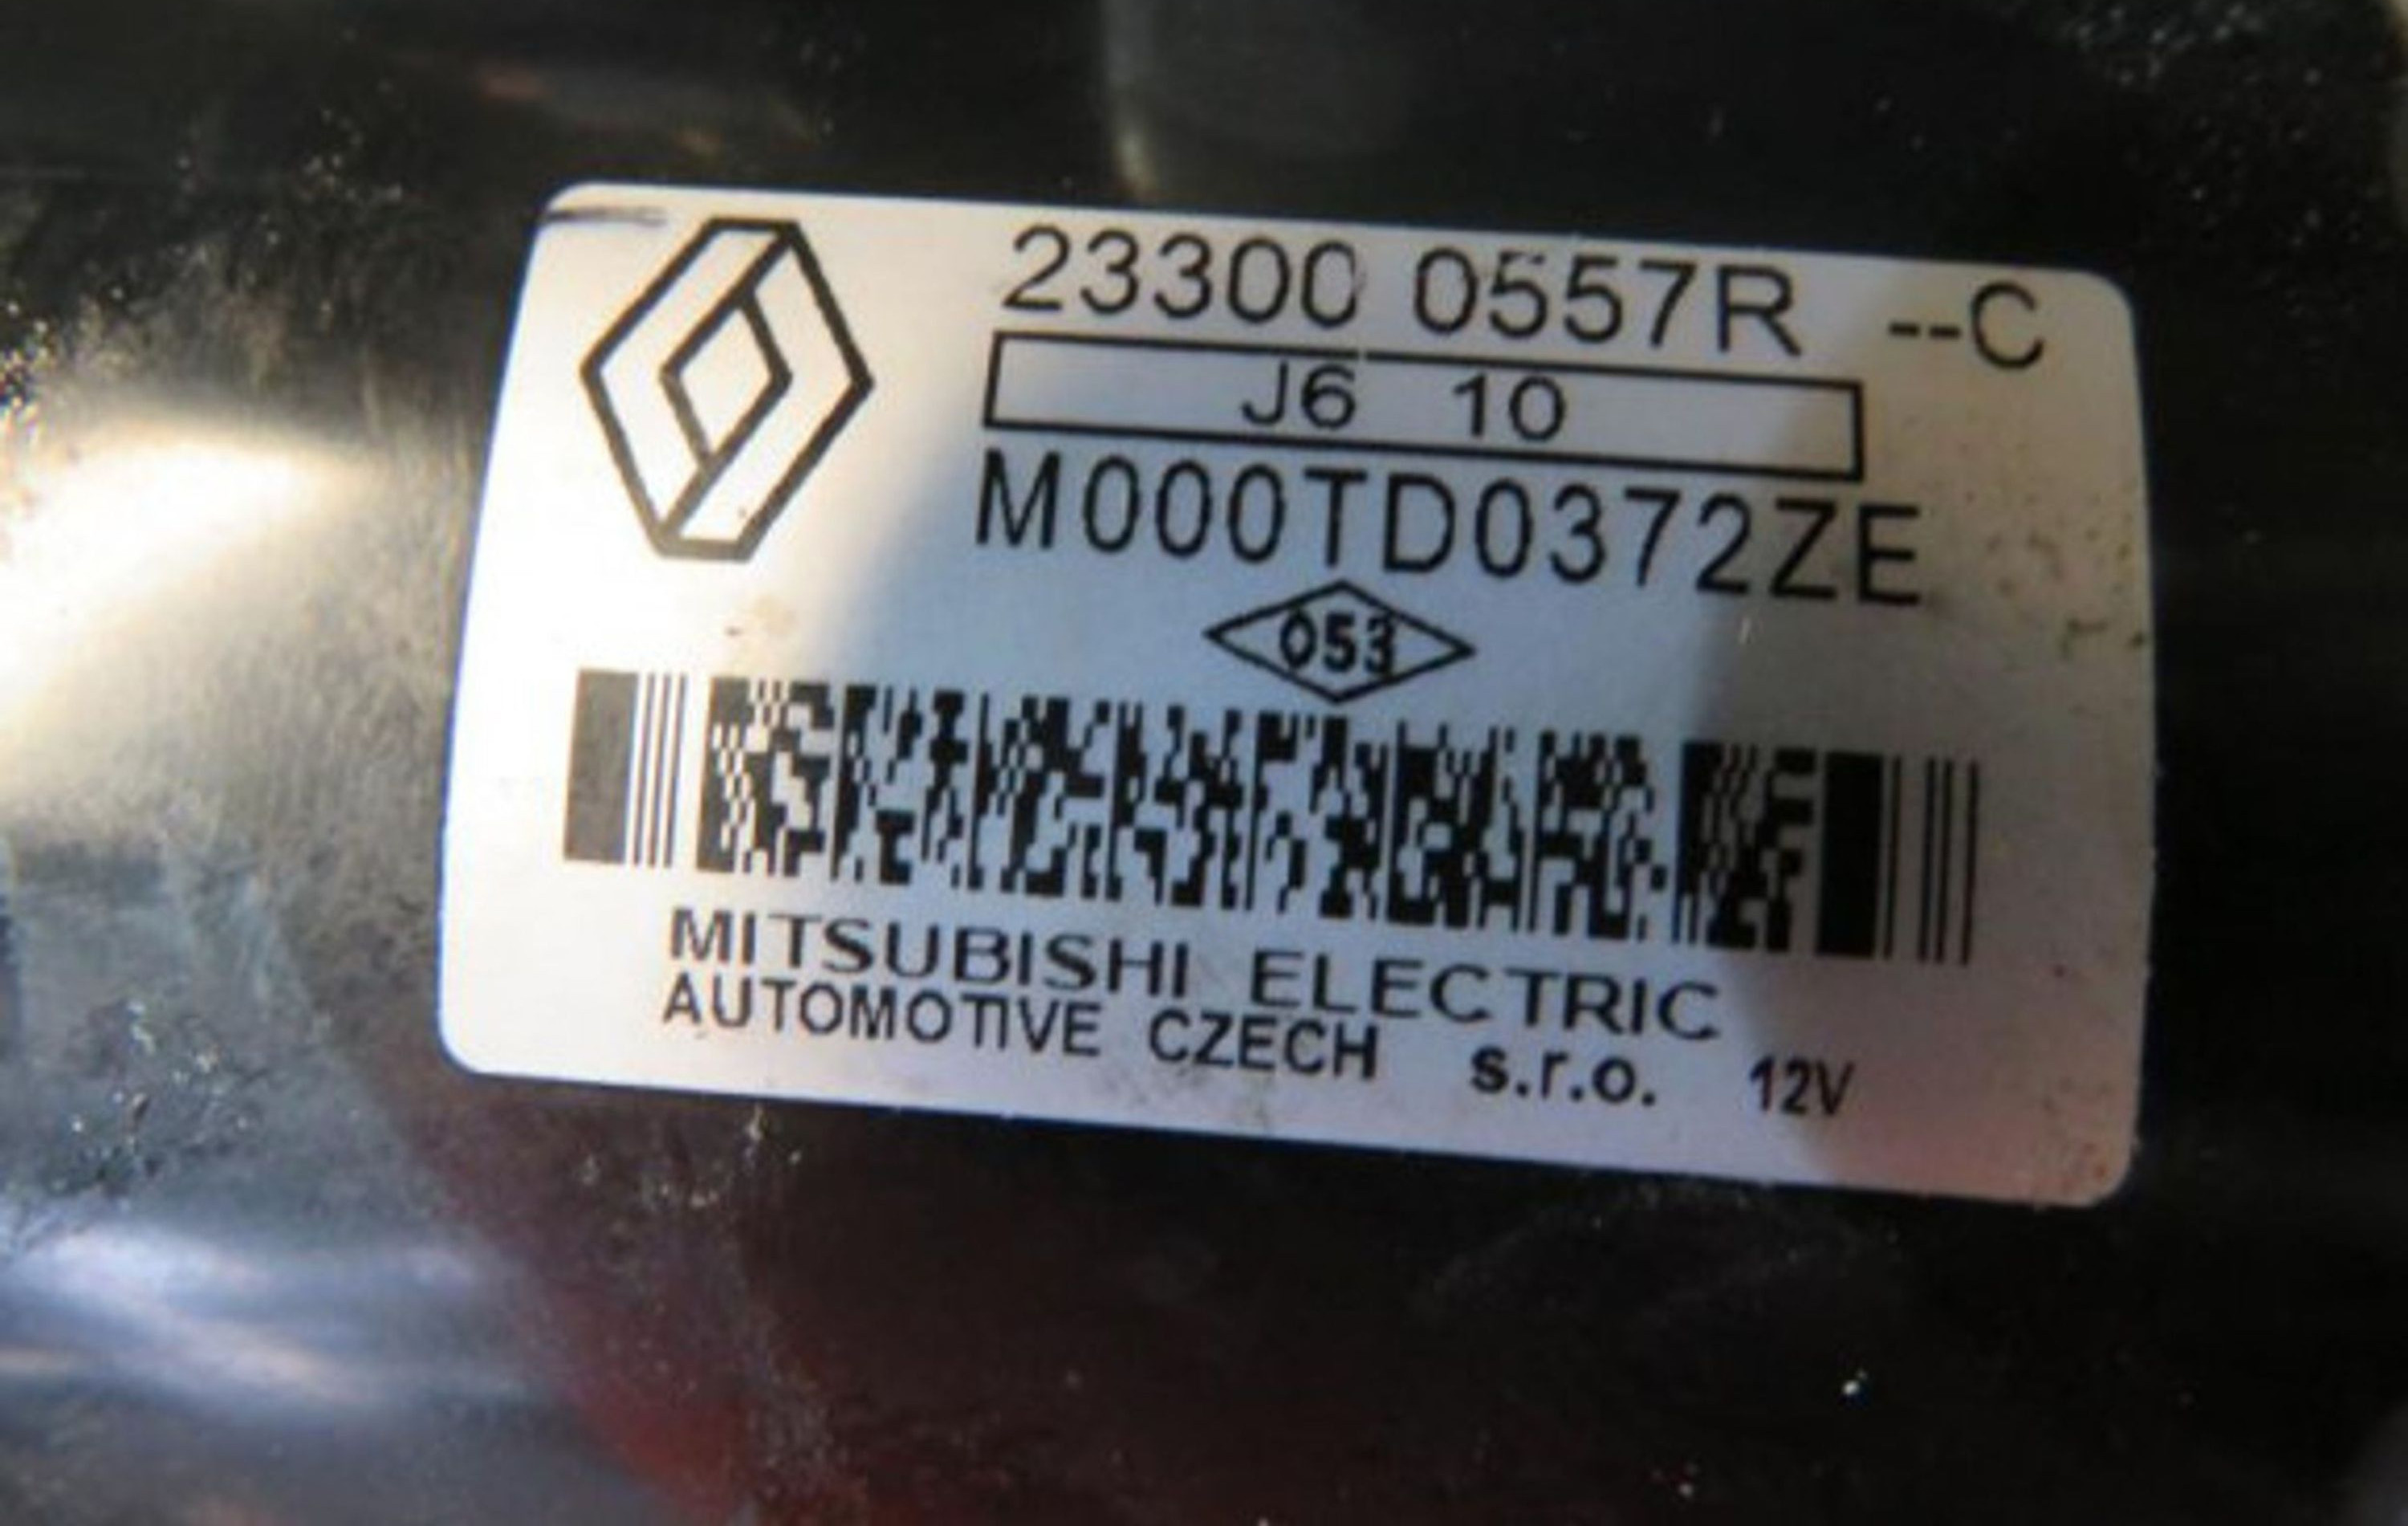 23300 0557R --C
J6 10
M000TD0372ZE
053
MITSUBISHI ELECTRIC
AUTOMOTIVE CZECH s.r.o. 12V